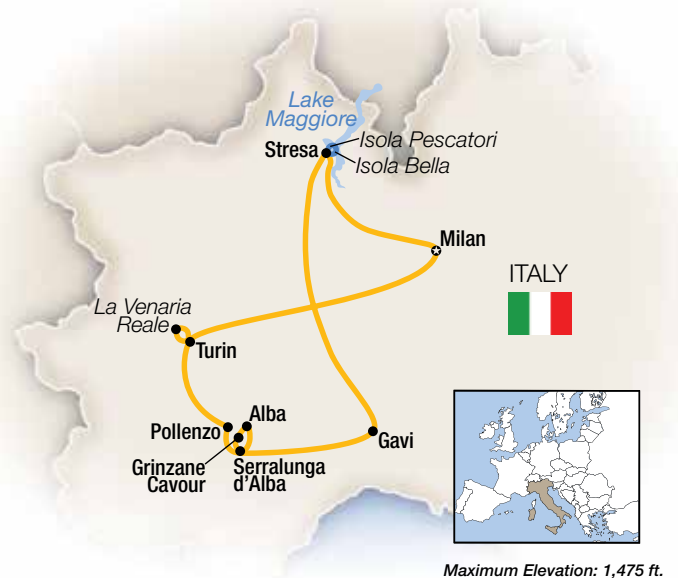 Lake
Maggiore
Isola Pescatori
Stresa
Isola Bella
Milan
ITALY
La Venaria
Reale
Turin
Alba
Pollenzo
Gavi
Grinzane
Cavour
Serralunga
d'Alba
Maximum Elevation: 1,475 ft.